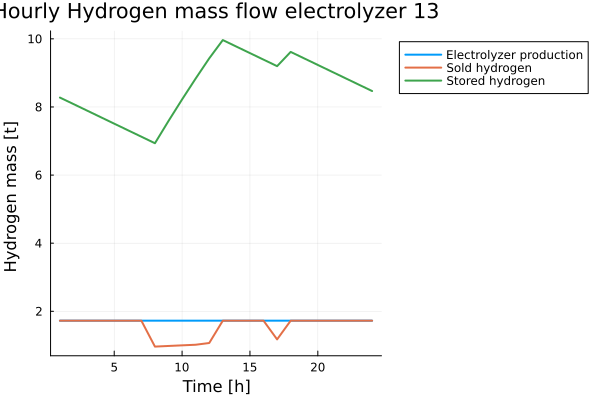 Hourly Hydrogen mass flow electrolyzer 13
Electrolyzer production
Sold hydrogen
Stored hydrogen
10
8
6
4
2
Hydrogen mass [t]
5 10 15 20
Time [h]